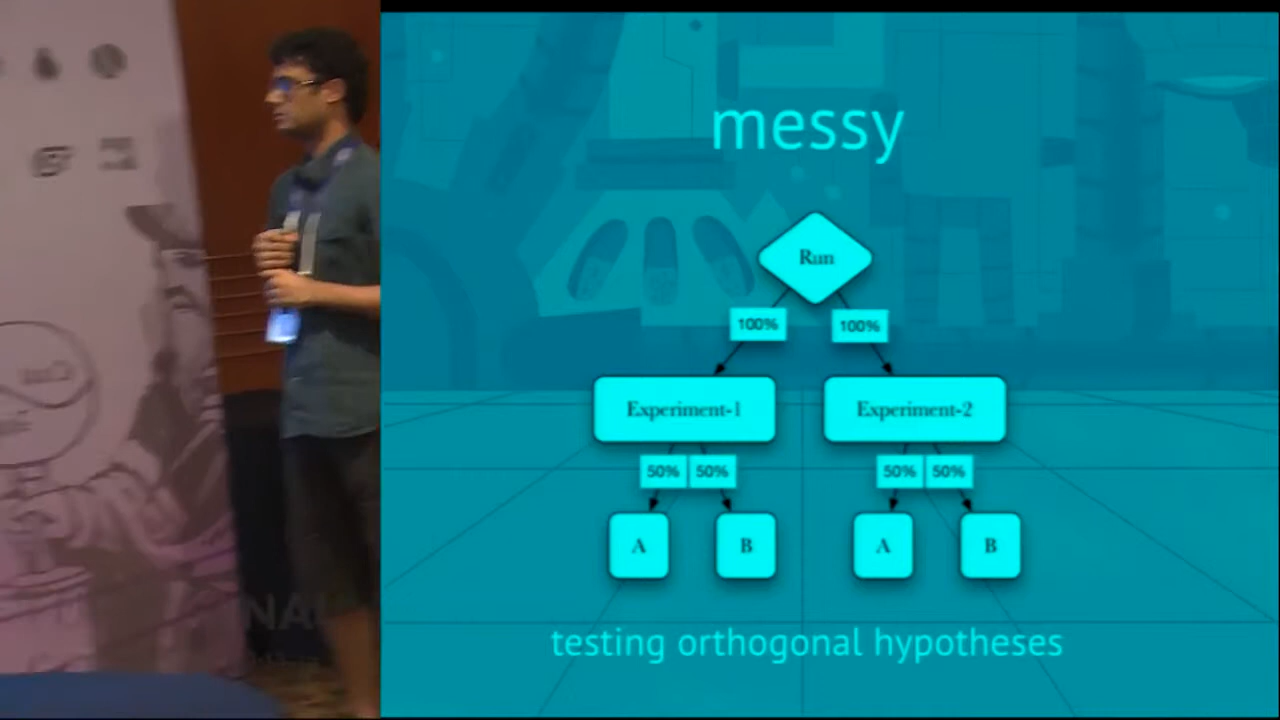 messy
Run
100% 100%
Experiment-1 Experiment-2
50% 50% 50% 50%
A B A B
testing orthogonal hypotheses